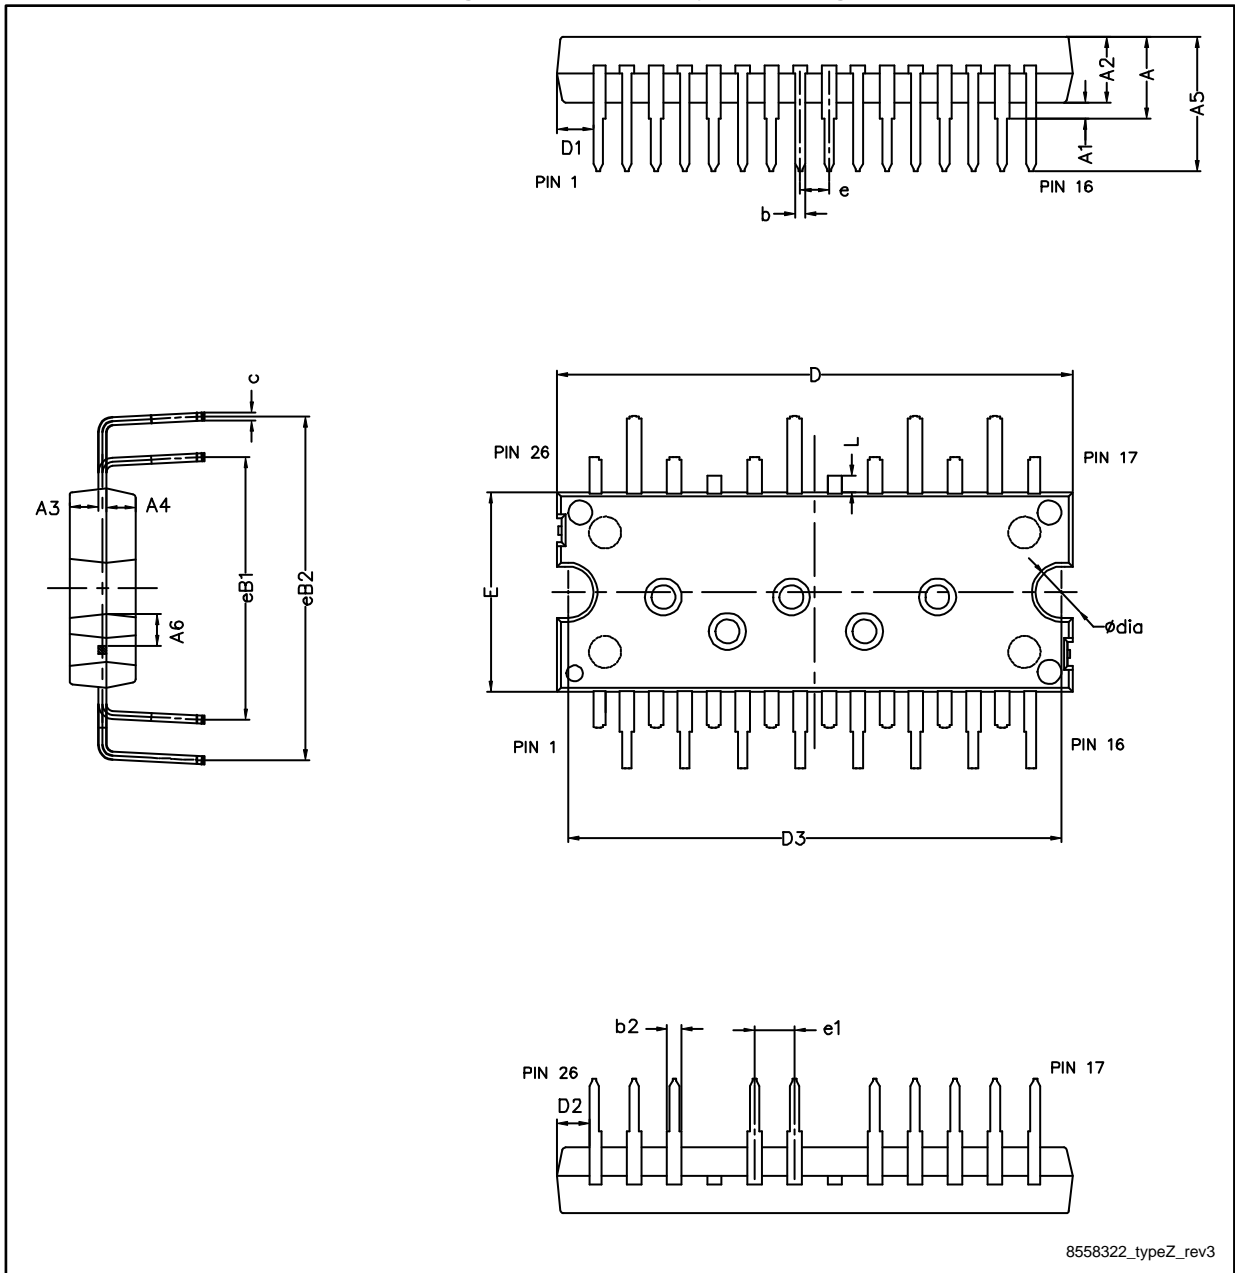 A2
A
A5
A1
D1
PIN 1
PIN 16
e
b
c
A3
A4
eB1
eB2
A6
D
L
PIN 26
PIN 17
E
Ødia
PIN 1
PIN 16
D3
b2
e1
PIN 26
PIN 17
D2
8558322_typeZ_rev3